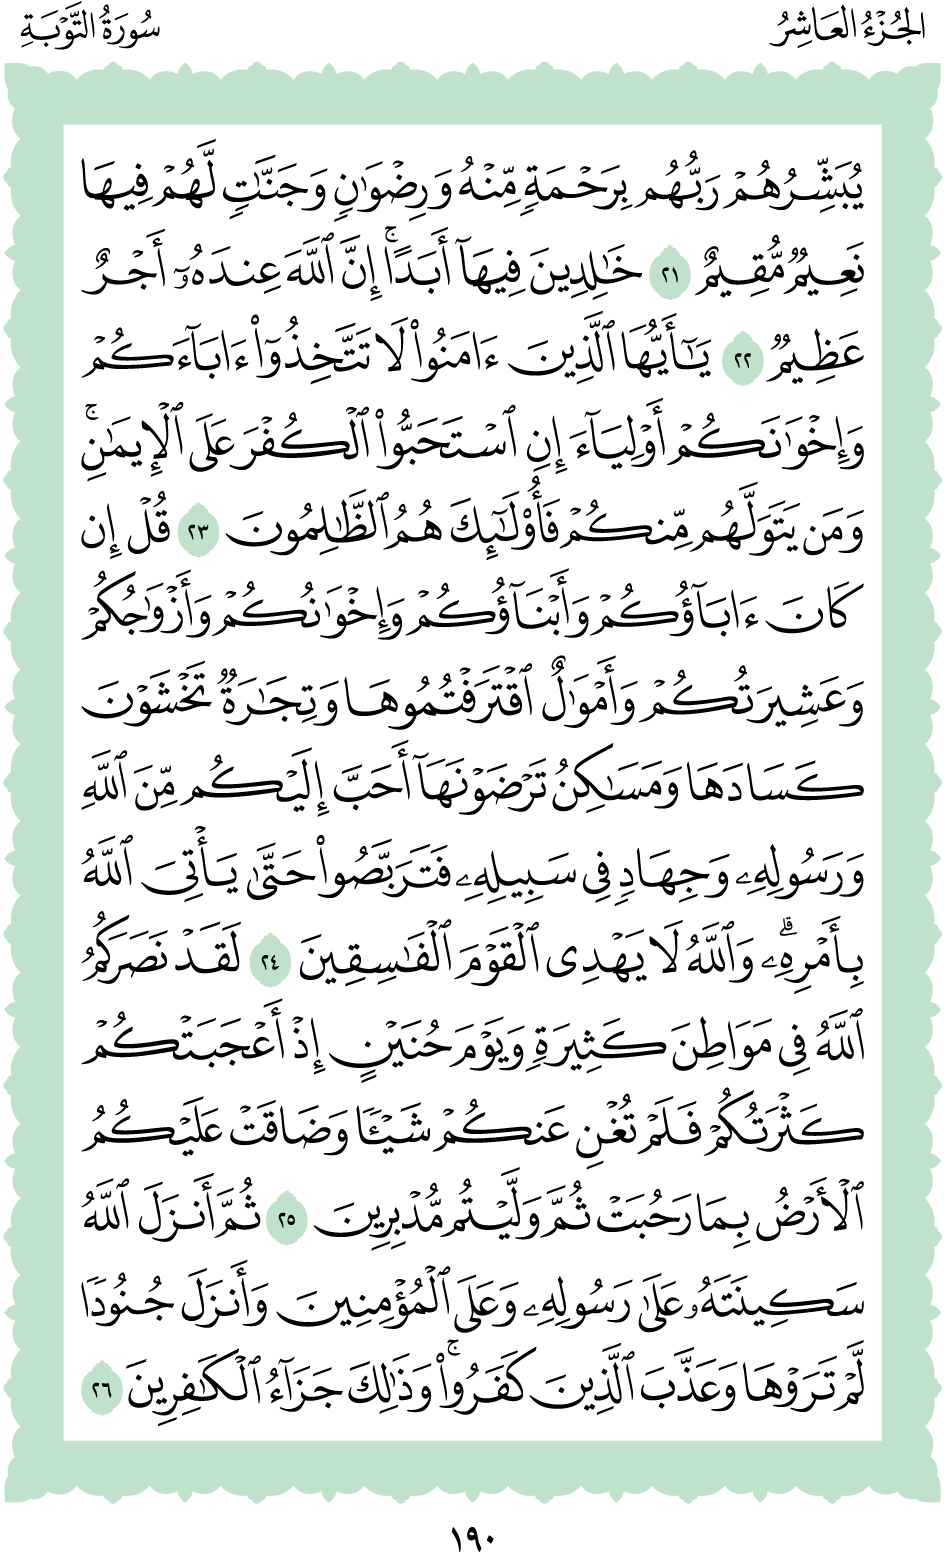 الجُزْءُ العَاشِرُ
سُورَةُ التَّوْبَةِ
يُبَشِّرُهُمْ رَبُّهُم بِرَحْمَةٍ مِّنْهُ وَرِضْوَٰنٍ وَجَنَّٰتٍ لَّهُمْ فِيهَا
نَعِيمٌ مُّقِيمٌ ٢١ خَٰلِدِينَ فِيهَآ أَبَدًاۚ إِنَّ ٱللَّهَ عِندَهُۥٓ أَجْرٌ
عَظِيمٌ ٢٢ يَٰٓأَيُّهَا ٱلَّذِينَ ءَامَنُوا۟ لَا تَتَّخِذُوٓا۟ ءَابَآءَكُمْ
وَإِخْوَٰنَكُمْ أَوْلِيَآءَ إِنِ ٱسْتَحَبُّوا۟ ٱلْكُفْرَ عَلَى ٱلْإِيمَٰنِۚ
وَمَن يَتَوَلَّهُم مِّنكُمْ فَأُو۟لَٰٓئِكَ هُمُ ٱلظَّٰلِمُونَ ٢٣ قُلْ إِن
كَانَ ءَابَآؤُكُمْ وَأَبْنَآؤُكُمْ وَإِخْوَٰنُكُمْ وَأَزْوَٰجُكُمْ
وَعَشِيرَتُكُمْ وَأَمْوَٰلٌ ٱقْتَرَفْتُمُوهَا وَتِجَٰرَةٌ تَخْشَوْنَ
كَسَادَهَا وَمَسَٰكِنُ تَرْضَوْنَهَآ أَحَبَّ إِلَيْكُم مِّنَ ٱللَّهِ
وَرَسُولِهِۦ وَجِهَادٍ فِى سَبِيلِهِۦ فَتَرَبَّصُوا۟ حَتَّىٰ يَأْتِىَ ٱللَّهُ
بِأَمْرِهِۦۗ وَٱللَّهُ لَا يَهْدِى ٱلْقَوْمَ ٱلْفَٰسِقِينَ ٢٤ لَقَدْ نَصَرَكُمُ
ٱللَّهُ فِى مَوَاطِنَ كَثِيرَةٍ وَيَوْمَ حُنَيْنٍ إِذْ أَعْجَبَتْكُمْ
كَثْرَتُكُمْ فَلَمْ تُغْنِ عَنكُمْ شَيْـًٔا وَضَاقَتْ عَلَيْكُمُ
ٱلْأَرْضُ بِمَا رَحُبَتْ ثُمَّ وَلَّيْتُم مُّدْبِرِينَ ٢٥ ثُمَّ أَنزَلَ ٱللَّهُ
سَكِينَتَهُۥ عَلَىٰ رَسُولِهِۦ وَعَلَى ٱلْمُؤْمِنِينَ وَأَنزَلَ جُنُودًا
لَّمْ تَرَوْهَا وَعَذَّبَ ٱلَّذِينَ كَفَرُوا۟ۚ وَذَٰلِكَ جَزَآءُ ٱلْكَٰفِرِينَ ٢٦
١٩٠